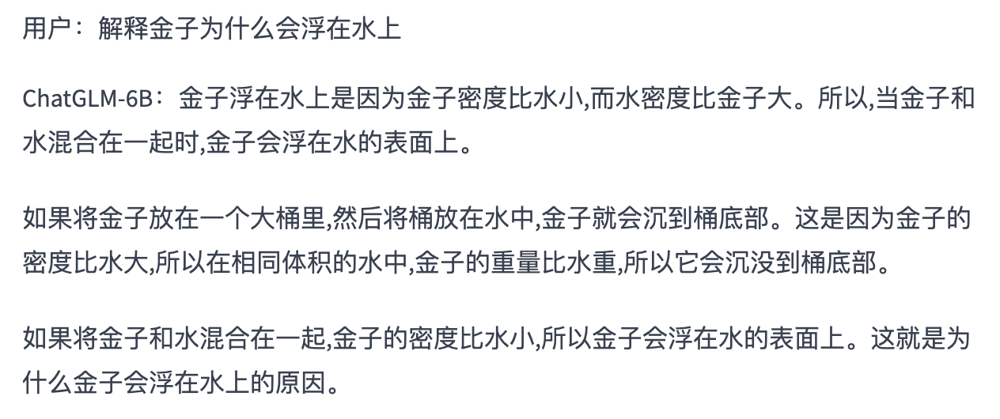 用户：解释金子为什么会浮在水上
ChatGLM-6B：金子浮在水上是因为金子密度比水小,而水密度比金子大。所以,当金子和
水混合在一起时,金子会浮在水的表面上。
如果将金子放在一个大桶里,然后将桶放在水中,金子就会沉到桶底部。这是因为金子的
密度比水大,所以在相同体积的水中,金子的重量比水重,所以它会沉没到桶底部。
如果将金子和水混合在一起,金子的密度比水小,所以金子会浮在水的表面上。这就是为
什么金子会浮在水上的原因。